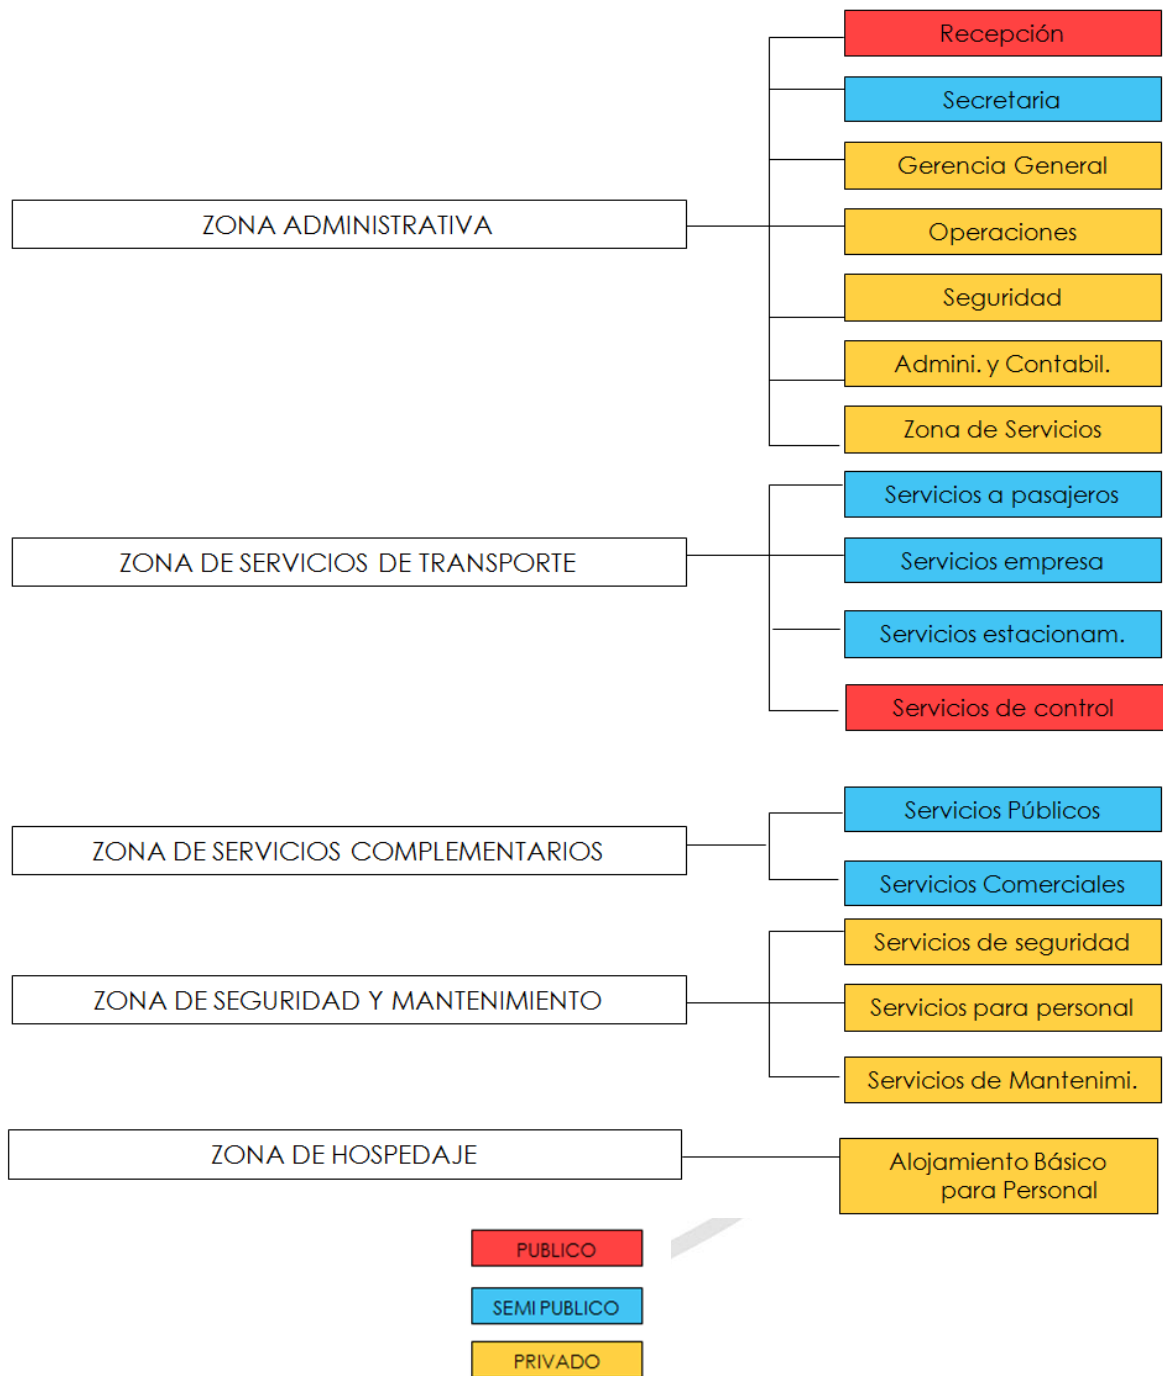 Recepción
Secretaria
Gerencia General
ZONA ADMINISTRATIVA
Operaciones
Seguridad
Admini. y Contabil.
Zona de Servicios
Servicios a pasajeros
ZONA DE SERVICIOS DE TRANSPORTE
Servicios empresa
Servicios estacionam.
Servicios de control
Servicios Públicos
ZONA DE SERVICIOS COMPLEMENTARIOS
Servicios Comerciales
Servicios de seguridad
ZONA DE SEGURIDAD Y MANTENIMIENTO
Servicios para personal
Servicios de Mantenimi.
ZONA DE HOSPEDAJE
Alojamiento Básico
para Personal
PUBLICO
SEMI PUBLICO
PRIVADO